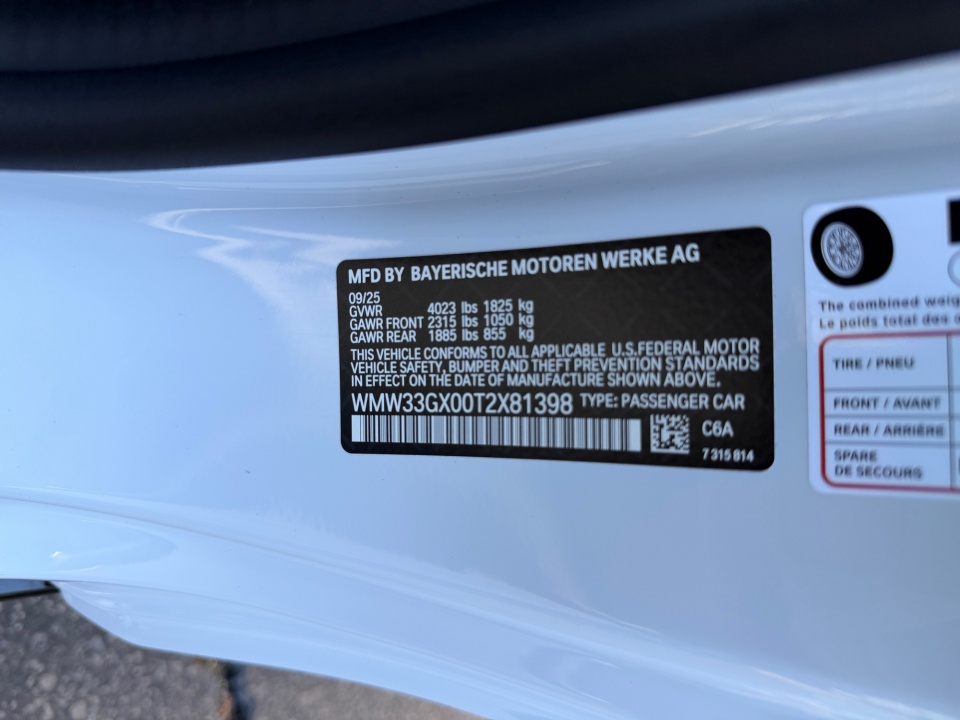 MFD BY BAYERISCHE MOTOREN WERKE AG
09/25
GVWR 4023 lbs 1825 kg
GAWR FRONT 2315 lbs 1050 kg
GAWR REAR 1885 lbs 855 kg
THIS VEHICLE CONFORMS TO ALL APPLICABLE U.S.FEDERAL MOTOR
VEHICLE SAFETY, BUMPER AND THEFT PREVENTION STANDARDS
IN EFFECT ON THE DATE OF MANUFACTURE SHOWN ABOVE.
WMW33GX00T2X81398 TYPE: PASSENGER CAR
C6A
7 315 814
The combined
Le poids total des
TIRE / PNEU
FRONT / AVANT
REAR / ARRIÈRE
SPARE
DE SECOURS